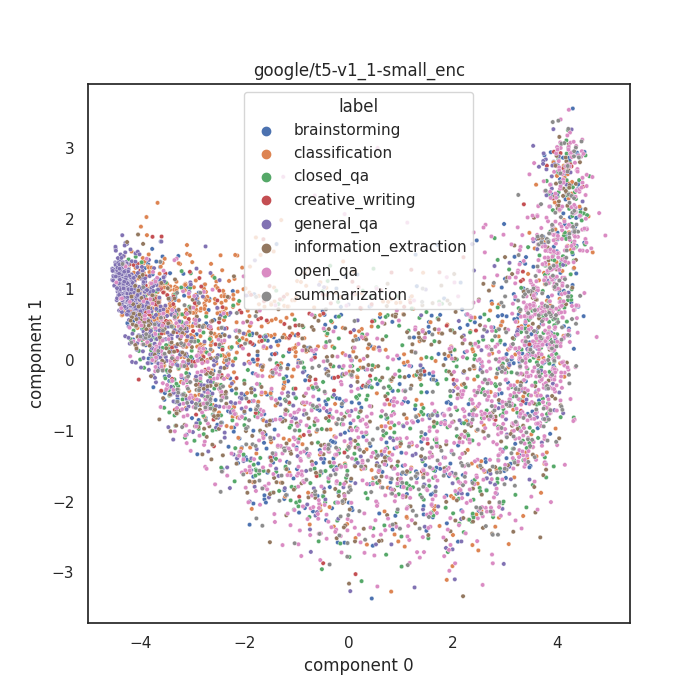 google/t5-v1_1-small_enc
label
brainstorming
classification
closed_qa
creative_writing
general_qa
information_extraction
open_qa
summarization
component 1
3
2
1
0
−1
−2
−3
−4
−2
0
2
4
component 0